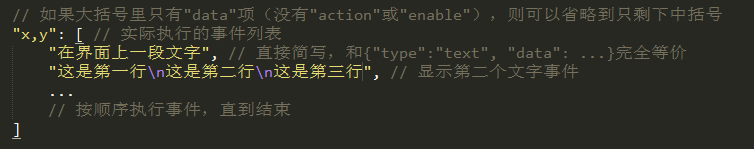 // 如果大括号里只有"data"项（没有"action"或"enable"），则可以省略到只剩下中括号
"x,y": [ // 实际执行的事件列表
"在界面上一段文字", // 直接简写，和{"type":"text", "data": ...}完全等价
"这是第一行\n这是第二行\n这是第三行", // 显示第二个文字事件
...
// 按顺序执行事件，直到结束
]